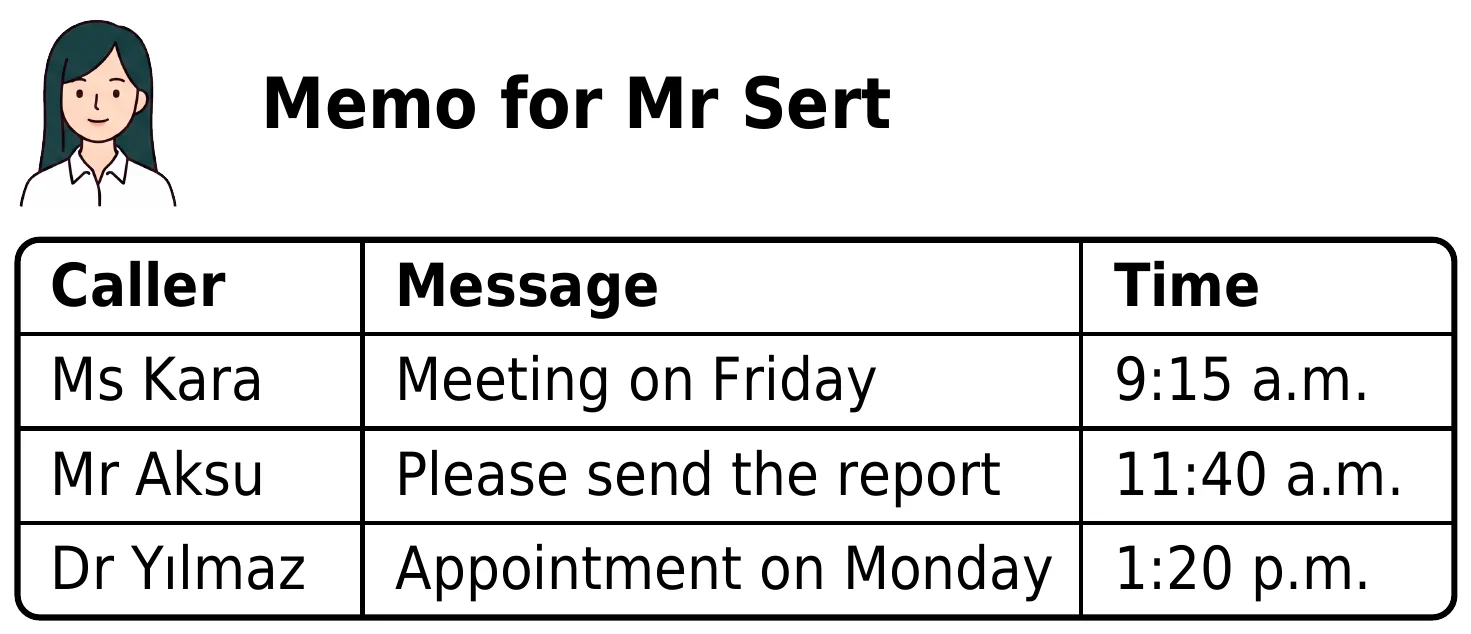 Memo for Mr Sert
Caller Message Time
Ms Kara Meeting on Friday 9:15 a.m.
Mr Aksu Please send the report 11:40 a.m.
Dr Yılmaz Appointment on Monday 1:20 p.m.